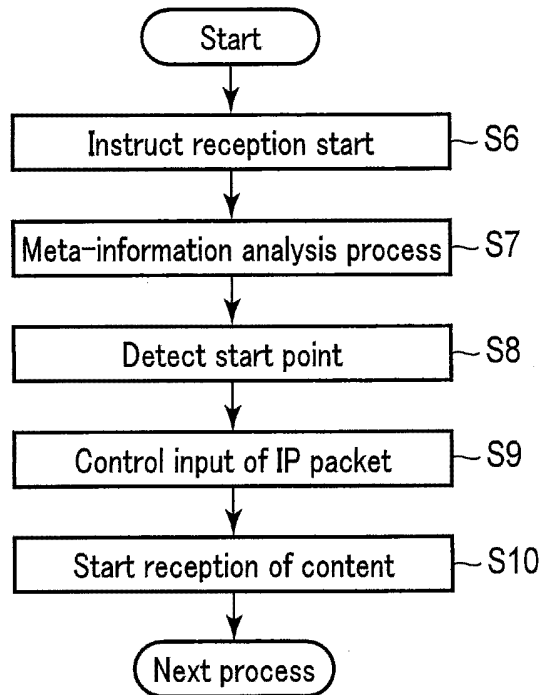 Start
Instruct reception start
S6
Meta-information analysis process
S7
Detect start point
S8
Control input of IP packet
S9
Start reception of content
S10
Next process